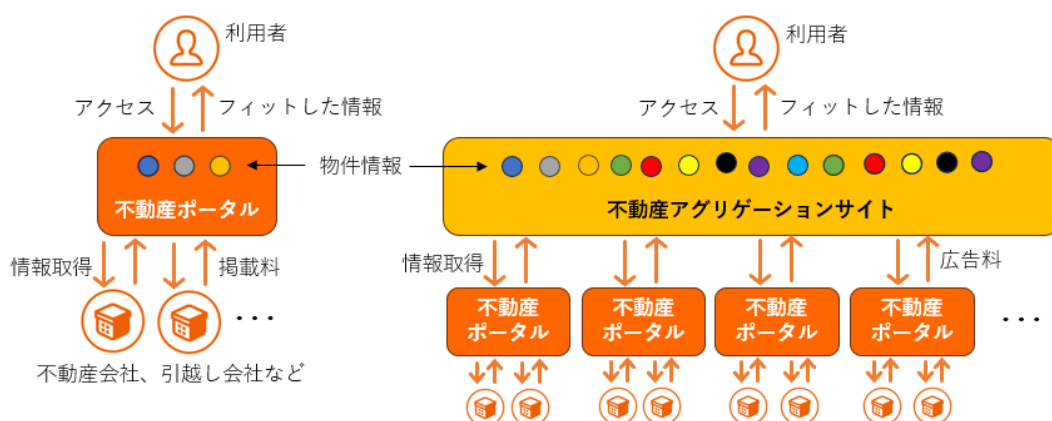 利用者
アクセス
フィットした情報
物件情報
不動産ポータル
情報取得
掲載料
・・・
不動産会社、引越し会社など
利用者
アクセス
フィットした情報
不動産アグリゲーションサイト
情報取得
広告料
不動産
ポータル
不動産
ポータル
不動産
ポータル
不動産
ポータル
・・・